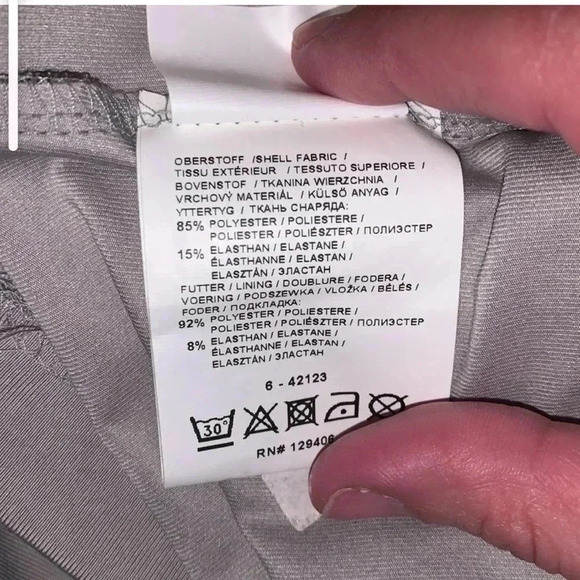 OBERSTOFF /SHELL FABRIC /
TISSU EXTÉRIEUR / TESSUTO SUPERIORE /
BOVENSTOF / TKANINA WIERZCHNIA /
VRCHOVÝ MATERIÁL / KÜLSŐ ANYAG /
YTTERTYG / ТКАНЬ СНАРЯДА:
85% POLYESTER / POLIESTERE /
POLIESTER / POLIÉSZTER / ПОЛИЭСТЕР
15% ELASTHAN / ELASTANE /
ÉLASTHANNE / ELASTAN /
ELASZTÁN / ЭЛАСТАН
FUTTER / LINING / DOUBLURE / FODERA /
VOERING / PODSZEWKA / VLOŽKA / BÉLÉS /
FODER / ПОДКЛАДКА:
92% POLYESTER / POLIESTERE /
POLIESTER / POLIÉSZTER / ПОЛИЭСТЕР
8% ELASTHAN / ELASTANE /
ÉLASTHANNE / ELASTAN /
ELASZTÁN / ЭЛАСТАН
6 - 42123
30°
RN# 129406